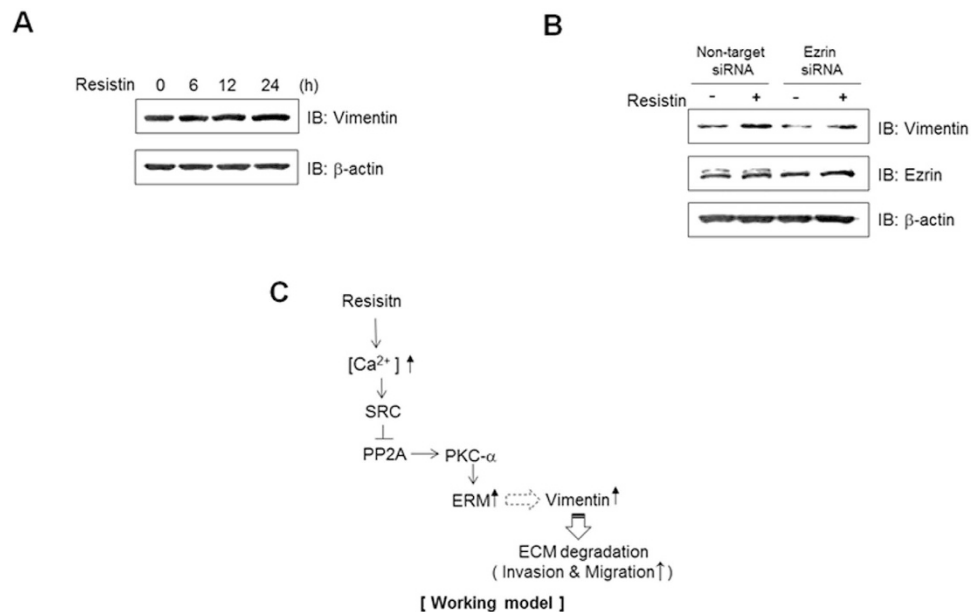 A
Resistin 0 6 12 24 (h)
IB: Vimentin
IB: β-actin
B
Non-target siRNA
Ezrin siRNA
Resistin - + - +
IB: Vimentin
IB: Ezrin
IB: β-actin
C
Resisitn
[Ca²⁺] ↑
SRC
PP2A → PKC-α
ERM↑ Vimentin↑
ECM degradation
( Invasion & Migration↑)
[ Working model ]